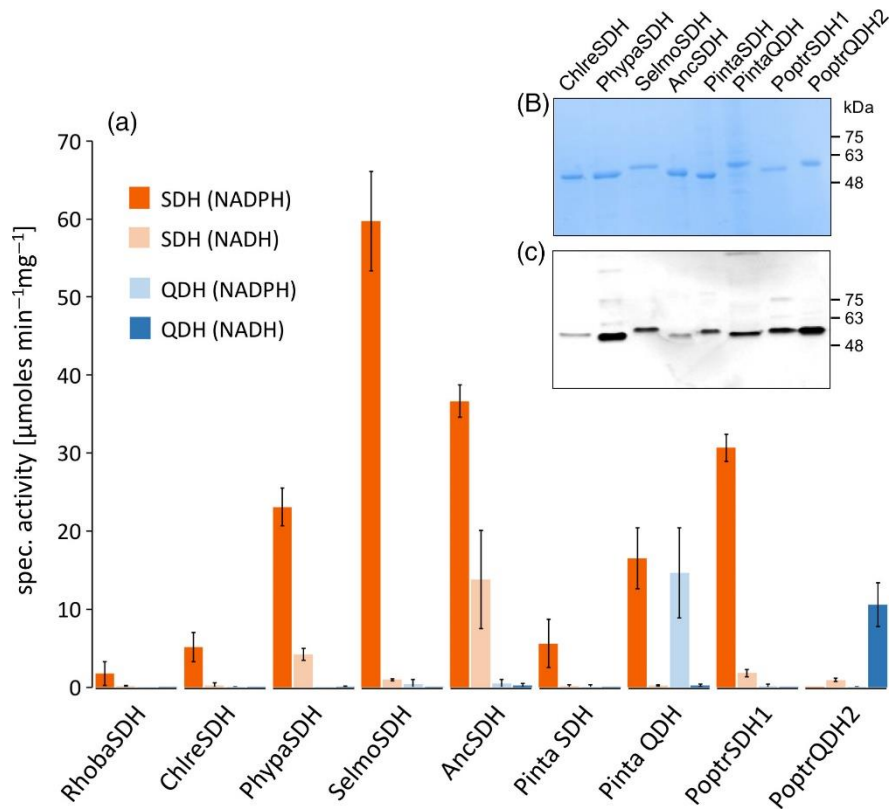 ChlreSDH
PhypaSDH
SelmoSDH
AncSDH
PintaSDH
PintaQDH
PoptrSDH1
PoptrQDH2
(B)
kDa
75
63
48
(a)
70
60
50
40
30
20
10
0
spec. activity [µmoles min⁻¹mg⁻¹]
SDH (NADPH)
SDH (NADH)
QDH (NADPH)
QDH (NADH)
(c)
75
63
48
RhobaSDH
ChlreSDH
PhypaSDH
SelmoSDH
AncSDH
Pinta SDH
Pinta QDH
PoptrSDH1
PoptrQDH2